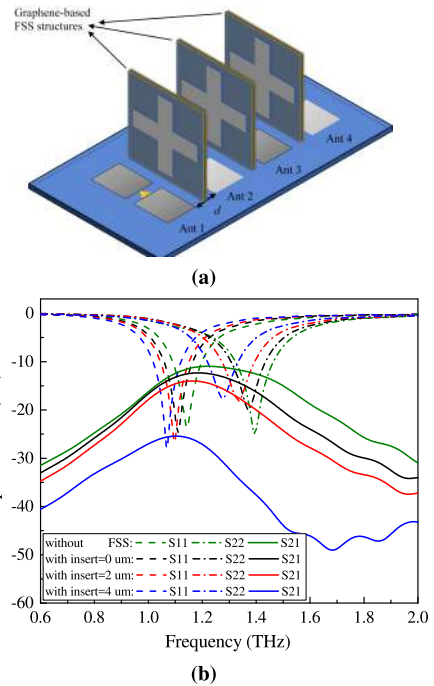 Graphene-based
FSS structures
Ant 4
Ant 3
Ant 2
d
Ant 1
(a)
0
-10
-20
-30
-40
-50
-60
without FSS: S11 S22 S21
with insert=0 um: S11 S22 S21
with insert=2 um: S11 S22 S21
with insert=4 um: S11 S22 S21
0.6 0.8 1.0 1.2 1.4 1.6 1.8 2.0
Frequency (THz)
(b)